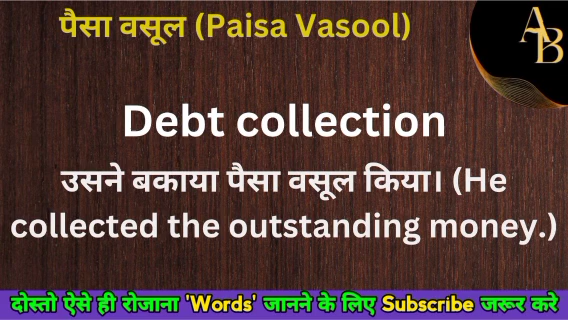 पैसा वसूल (Paisa Vasool)
AB
Debt collection
उसने बकाया पैसा वसूल किया। (He
collected the outstanding money.)
दोस्तो ऐसे ही रोजाना 'Words' जानने के लिए Subscribe जरूर करे